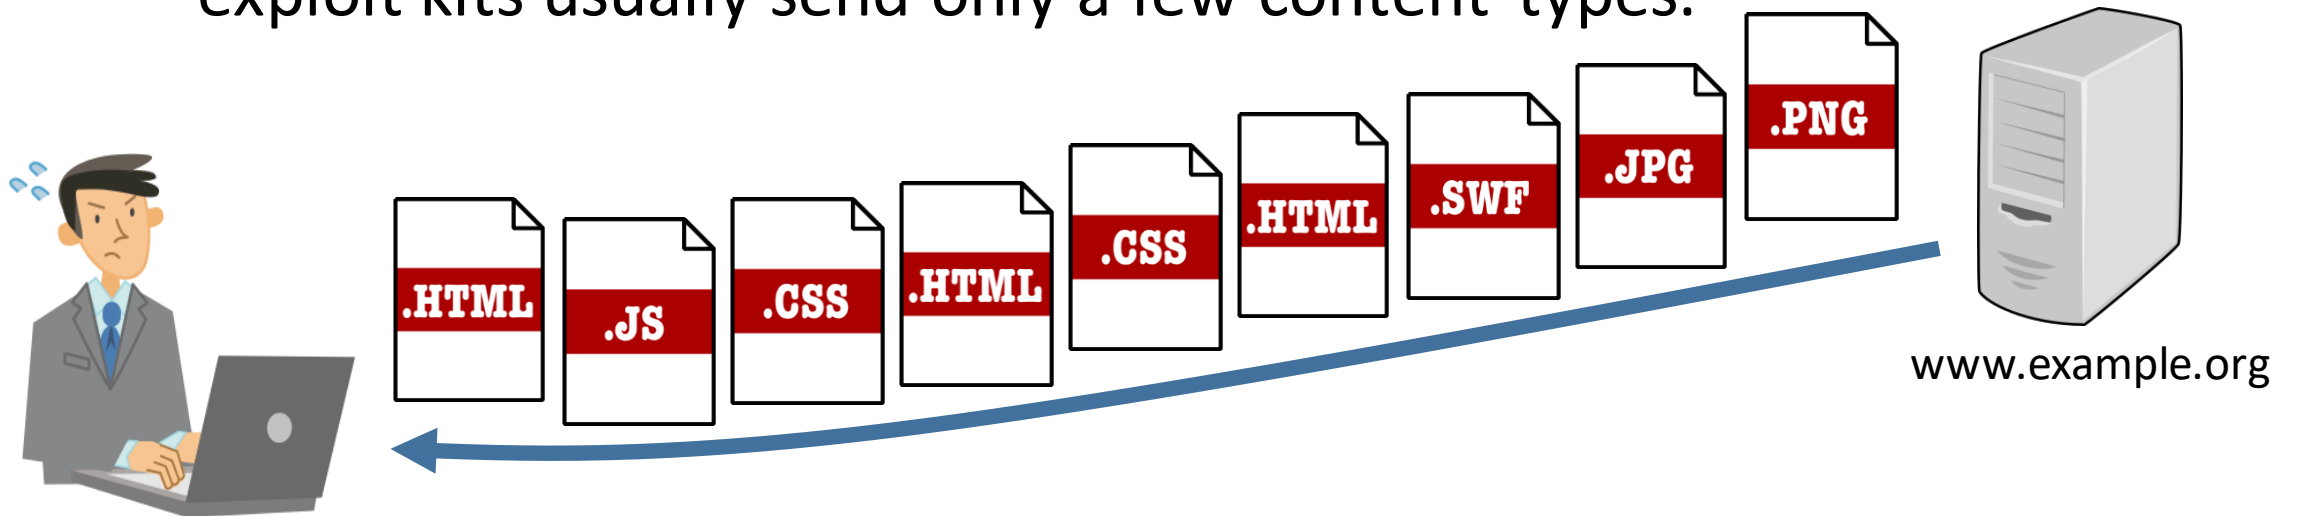 exploit kits usually send only a few content-types.
.HTML
.JS
.CSS
.HTML
.CSS
.HTML
.SWF
.JPG
.PNG
www.example.org